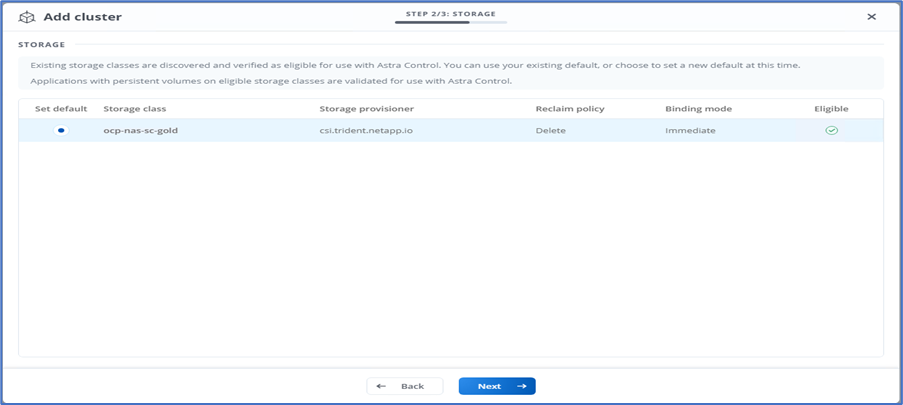 Add cluster
STEP 2/3: STORAGE
STORAGE
Existing storage classes are discovered and verified as eligible for use with Astra Control. You can use your existing default, or choose to set a new default at this time.
Applications with persistent volumes on eligible storage classes are validated for use with Astra Control.
Set default Storage class Storage provisioner Reclaim policy Binding mode Eligible
ocp-nas-sc-gold csi.trident.netapp.io Delete Immediate
Back Next